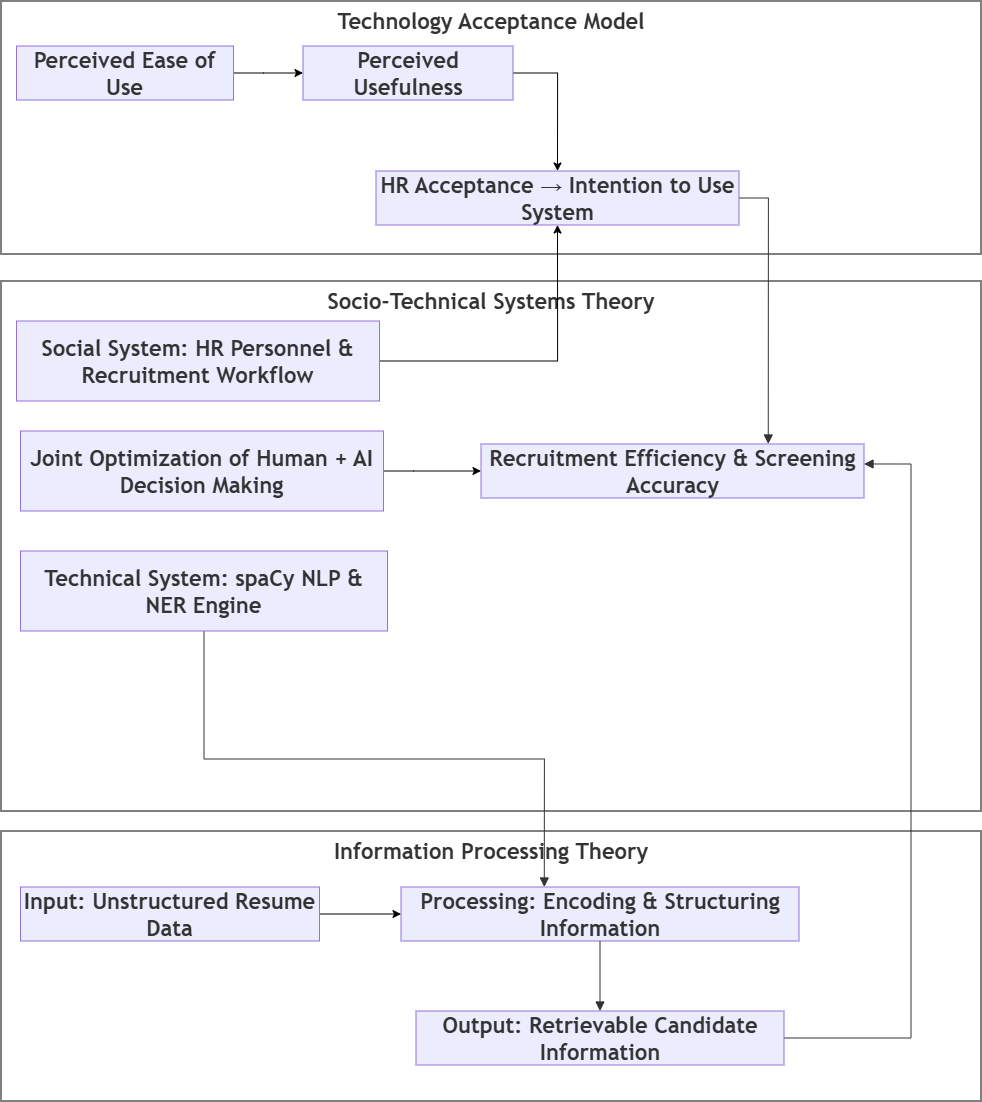 Technology Acceptance Model
Perceived Ease of
Use
Perceived
Usefulness
HR Acceptance → Intention to Use
System
Socio-Technical Systems Theory
Social System: HR Personnel &
Recruitment Workflow
Joint Optimization of Human + AI
Decision Making
Recruitment Efficiency & Screening
Accuracy
Technical System: spaCy NLP &
NER Engine
Information Processing Theory
Input: Unstructured Resume
Data
Processing: Encoding & Structuring
Information
Output: Retrievable Candidate
Information